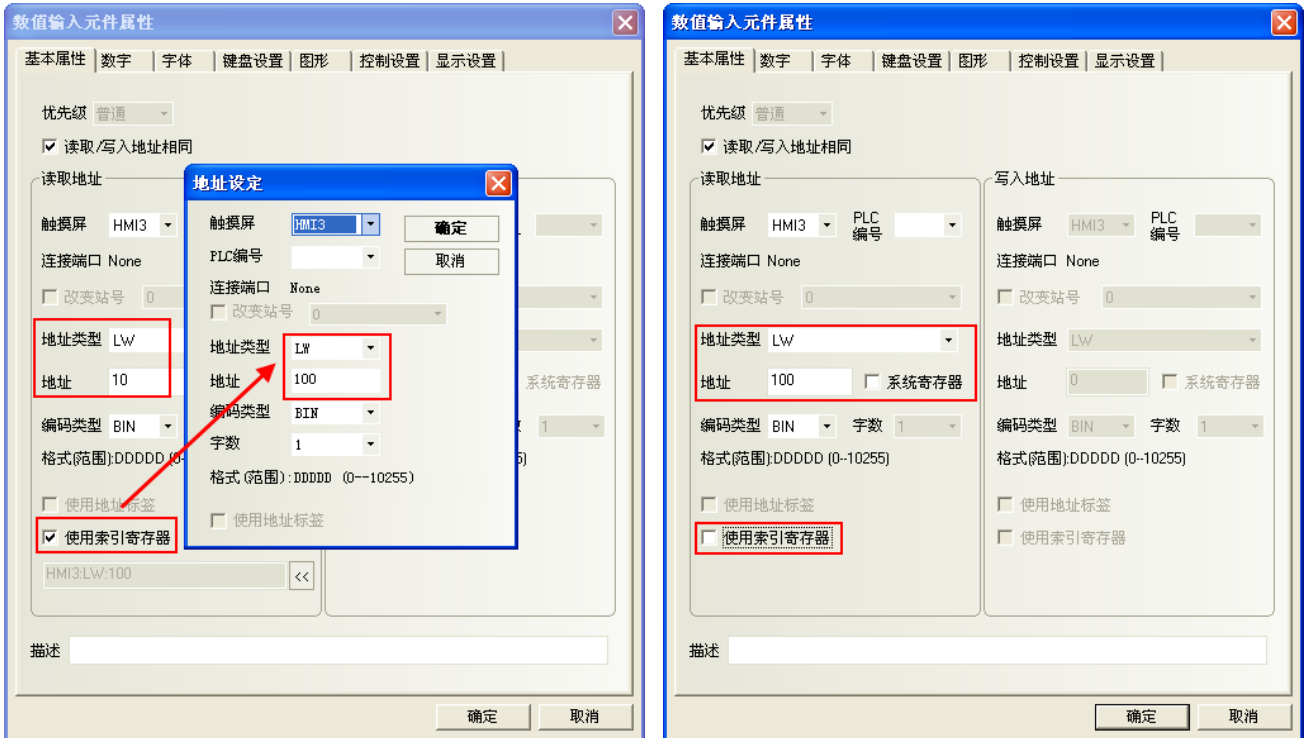 数值输入元件属性
基本属性 数字 字体 键盘设置 图形 控制设置 显示设置
优先级 普通
读取/写入地址相同
读取地址
触摸屏 HMI3
连接端口 None
改变站号 0
地址类型 LW
地址 10
系统寄存器
编码类型 BIN
1
格式(范围):DDDDD (0-
使用地址标签
使用索引寄存器
HMI3:LW:100 <<
描述
确定 取消
地址设定
触摸屏 HMI3 确定
PLC编号 取消
连接端口 None
改变站号 0
地址类型 LW
地址 100
编码类型 BIN
字数 1
格式(范围):DDDDD (0--10255)
使用地址标签
数值输入元件属性
基本属性 数字 字体 键盘设置 图形 控制设置 显示设置
优先级 普通
读取/写入地址相同
读取地址
触摸屏 HMI3 PLC编号
连接端口 None
改变站号 0
地址类型 LW
地址 100 系统寄存器
编码类型 BIN 字数 1
格式(范围):DDDDD (0--10255)
使用地址标签
使用索引寄存器
写入地址
触摸屏 HMI3 PLC编号
连接端口 None
改变站号 0
地址类型 LW
地址 0 系统寄存器
编码类型 BIN 字数 1
格式(范围):DDDDD (0--10255)
使用地址标签
使用索引寄存器
描述
确定 取消